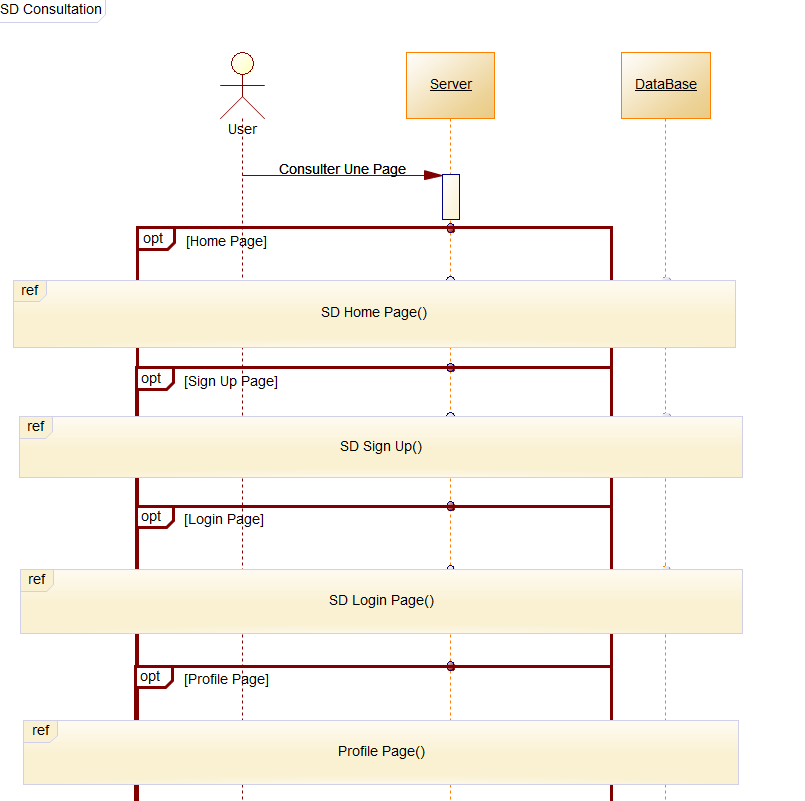 SD Consultation
Server
DataBase
User
Consulter Une Page
opt
[Home Page]
ref
SD Home Page()
opt
[Sign Up Page]
ref
SD Sign Up()
opt
[Login Page]
ref
SD Login Page()
opt
[Profile Page]
ref
Profile Page()